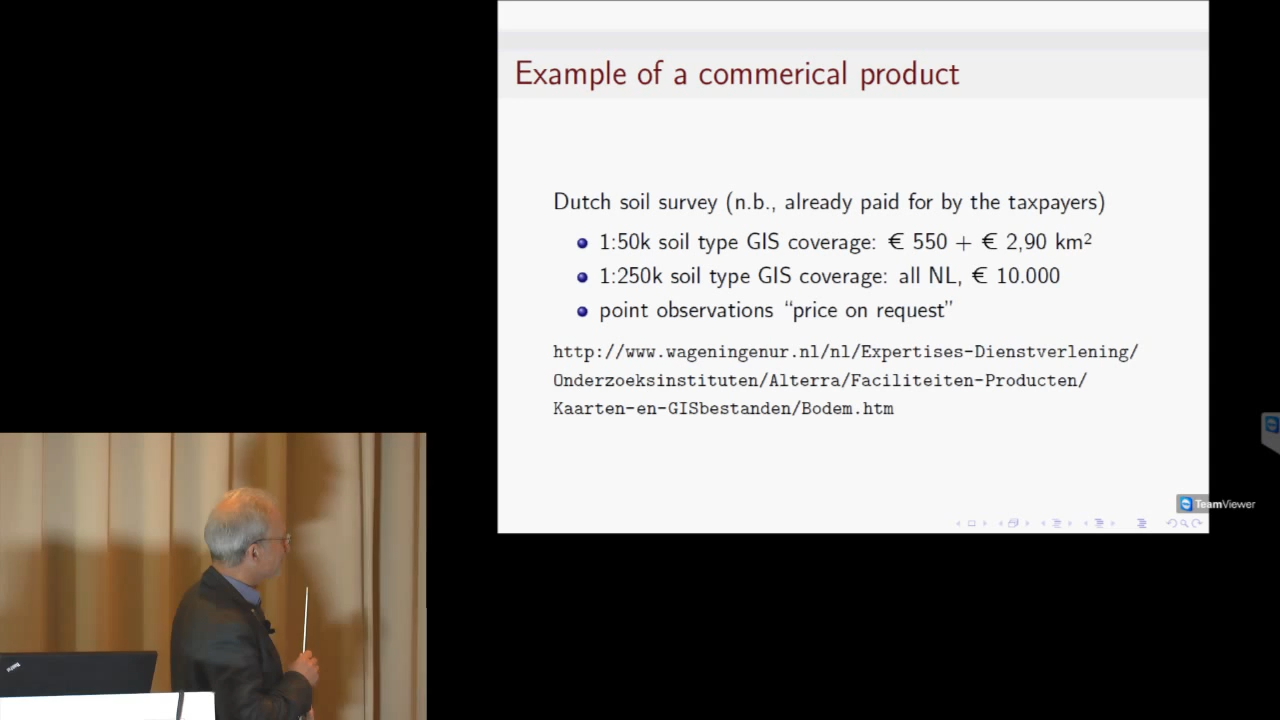 Example of a commerical product
Dutch soil survey (n.b., already paid for by the taxpayers)
1:50k soil type GIS coverage: € 550 + € 2,90 km²
1:250k soil type GIS coverage: all NL, € 10.000
point observations “price on request”
http://www.wageningenur.nl/nl/Expertises-Dienstverlening/
Onderzoeksinstituten/Alterra/Faciliteiten-Producten/
Kaarten-en-GISbestanden/Bodem.htm
TeamViewer